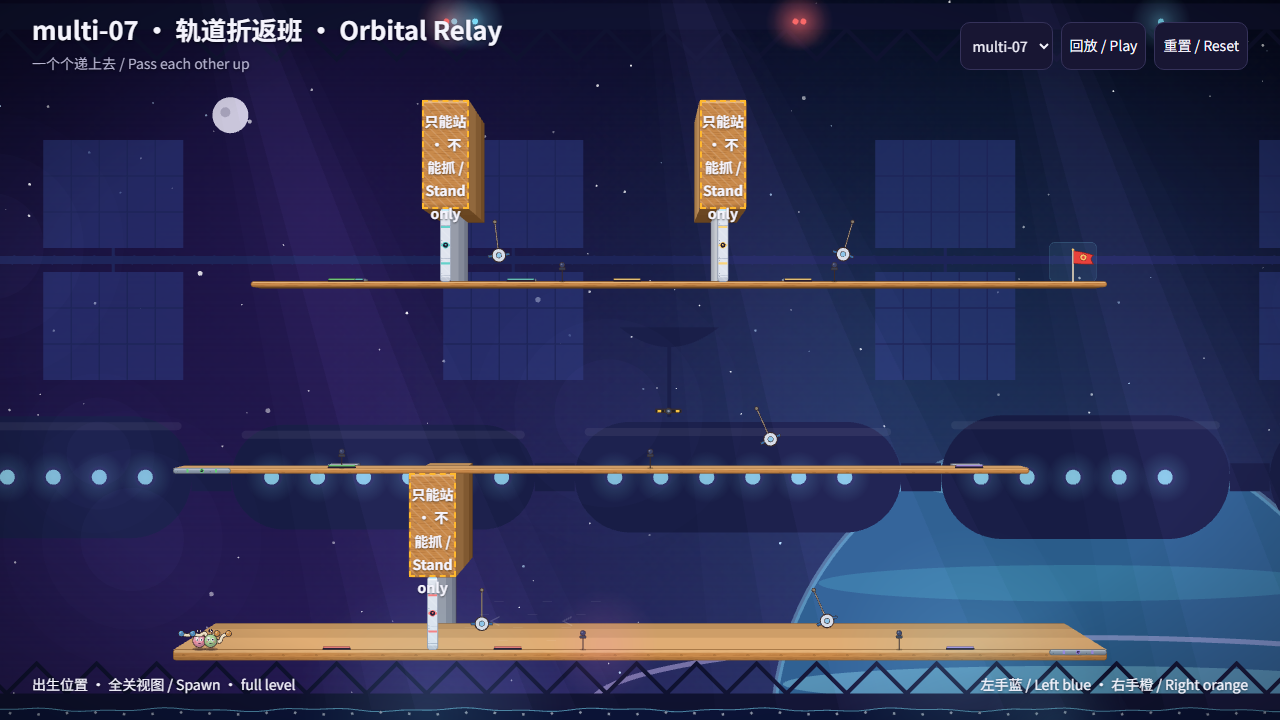 multi-07 · 轨道折返班 · Orbital Relay
一个个递上去 / Pass each other up
multi-07
回放 / Play
重置 / Reset
只能站
· 不
能抓 /
Stand
only
只能站
· 不
能抓 /
Stand
only
只能站
· 不
能抓 /
Stand
only
出生位置 · 全关视图 / Spawn · full level
左手蓝 / Left blue · 右手橙 / Right orange